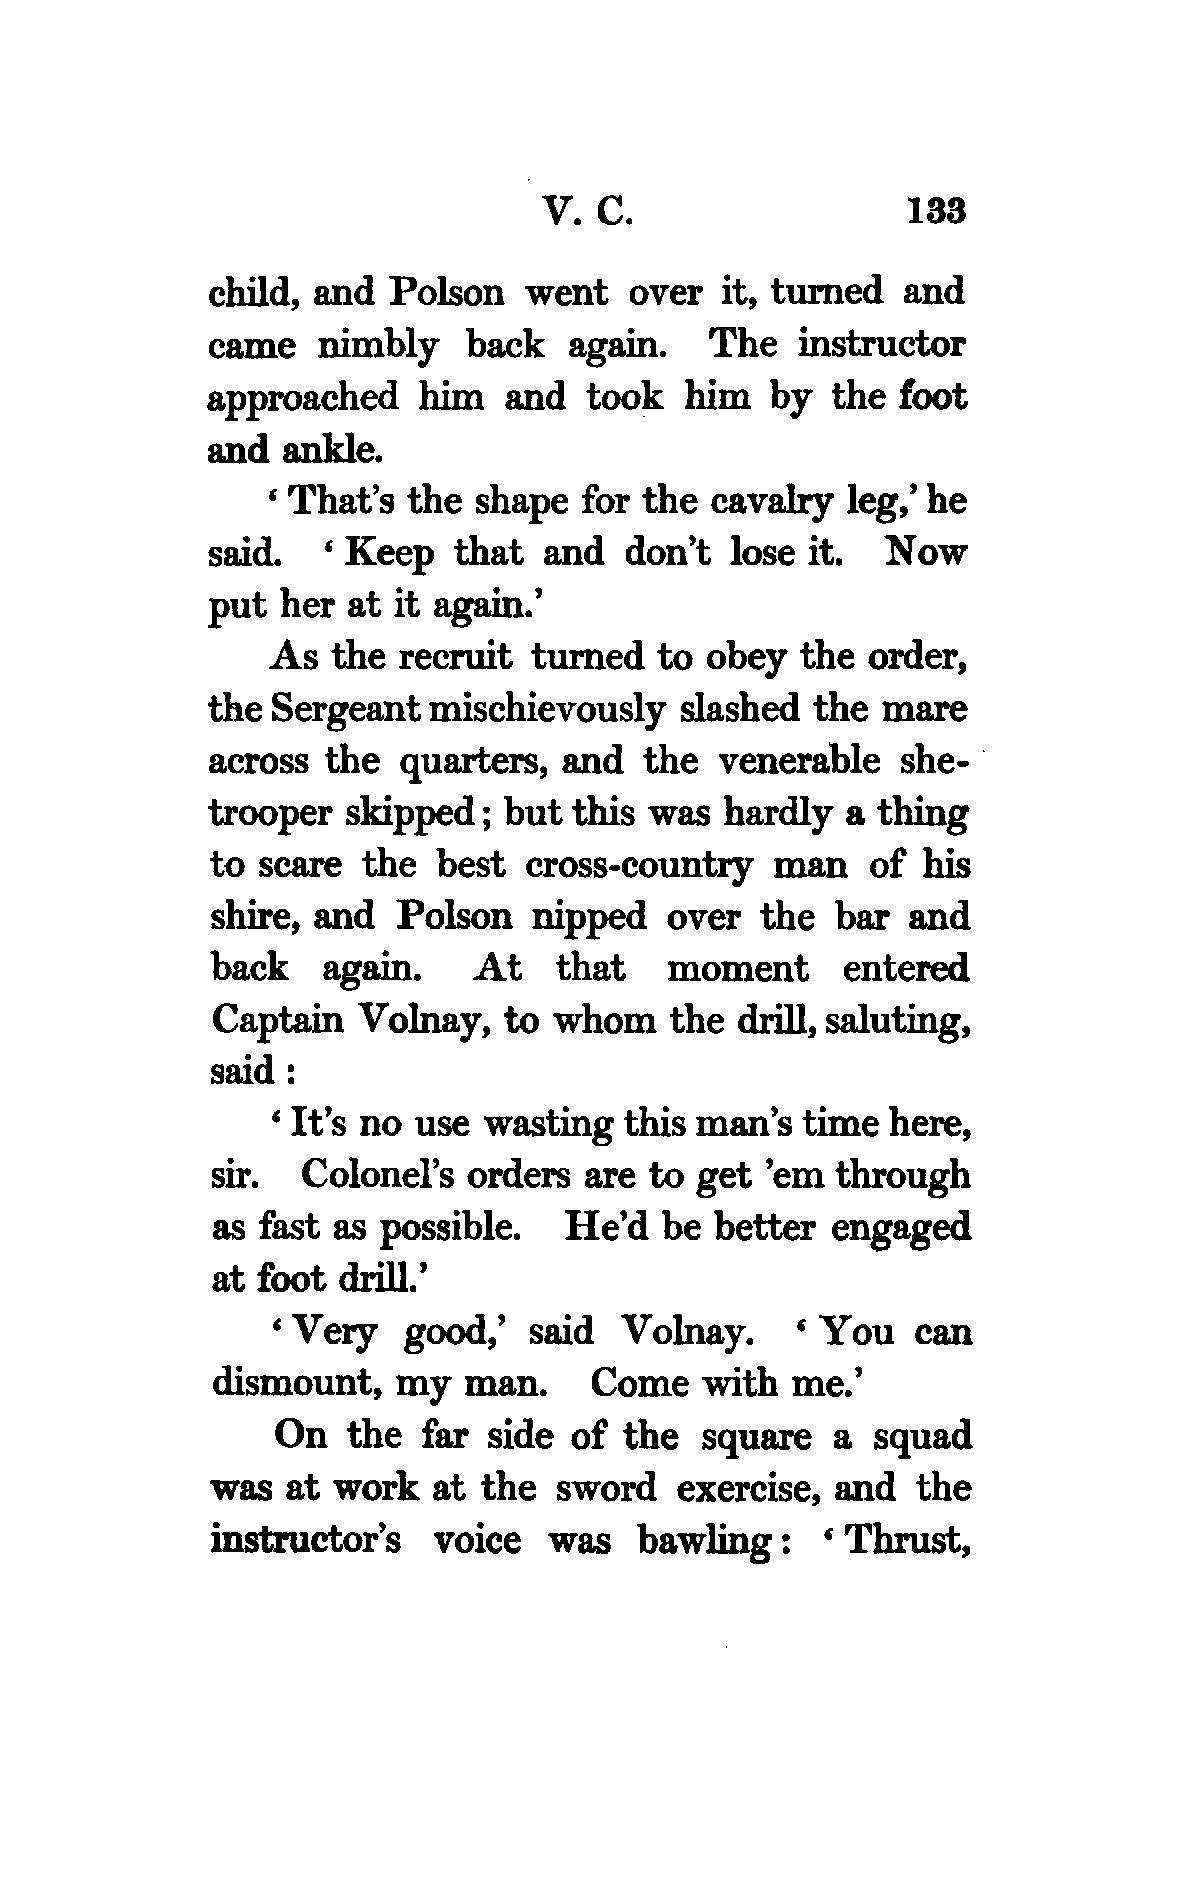 V. C. 133
child, and Polson went over it, turned and
came nimbly back again. The instructor
approached him and took him by the foot
and ankle.
‘ That’s the shape for the cavalry leg,’ he
said. ‘ Keep that and don’t lose it. Now
put her at it again.’
As the recruit turned to obey the order,
the Sergeant mischievously slashed the mare
across the quarters, and the venerable she-
trooper skipped ; but this was hardly a thing
to scare the best cross-country man of his
shire, and Polson nipped over the bar and
back again. At that moment entered
Captain Volnay, to whom the drill, saluting,
said :
‘ It’s no use wasting this man’s time here,
sir. Colonel’s orders are to get ’em through
as fast as possible. He’d be better engaged
at foot drill.’
‘ Very good,’ said Volnay. ‘ You can
dismount, my man. Come with me.’
On the far side of the square a squad
was at work at the sword exercise, and the
instructor’s voice was bawling : ‘ Thrust,